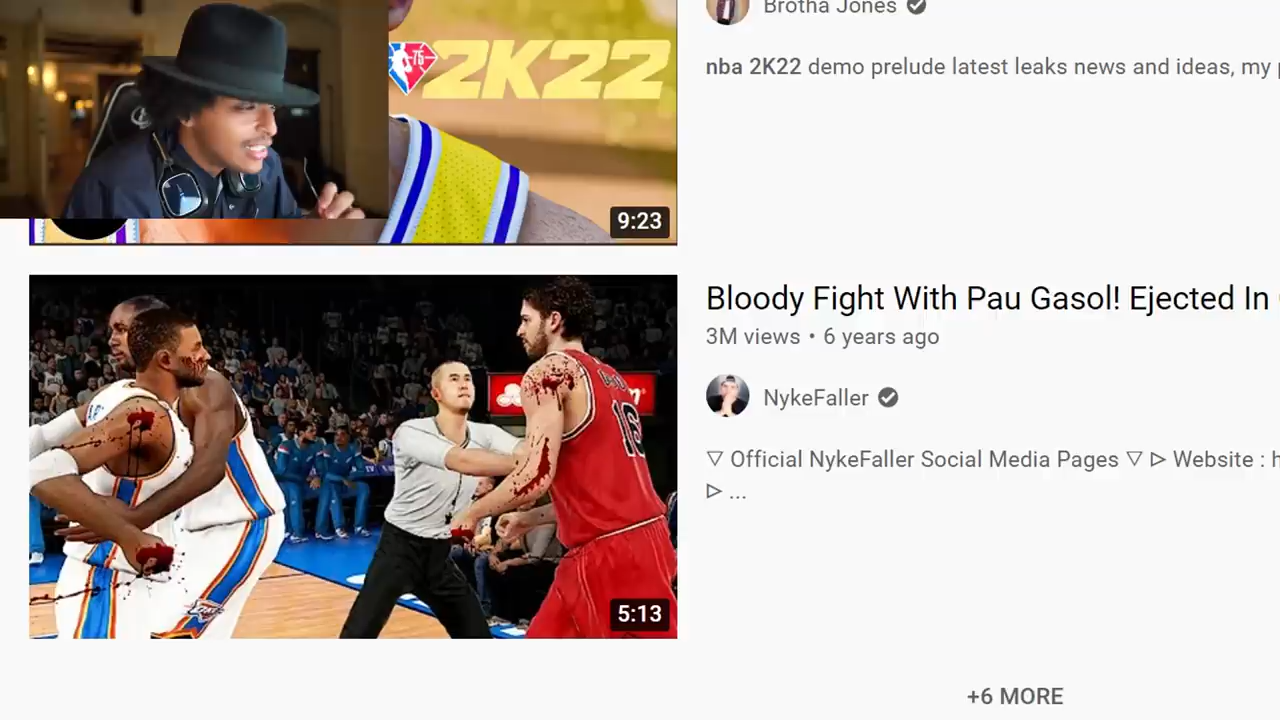 Brotha Jones
75
2K22
nba 2K22 demo prelude latest leaks news and ideas, my
9:23
Bloody Fight With Pau Gasol! Ejected In
3M views • 6 years ago
NykeFaller
16
▽ Official NykeFaller Social Media Pages ▽ ▷ Website :
▷ ...
5:13
+6 MORE